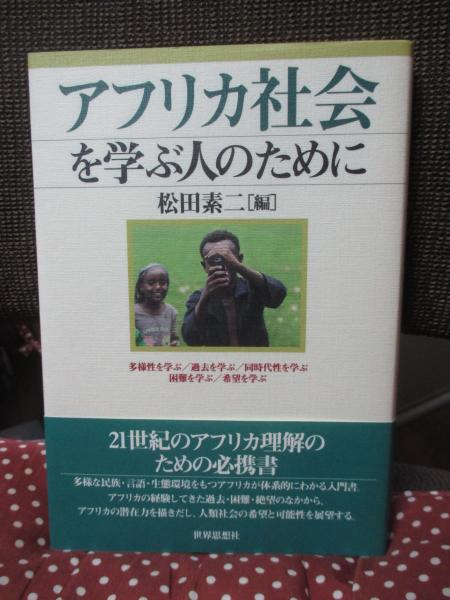 アフリカ社会
を学ぶ人のために
松田素二[編]
多様性を学ぶ／過去を学ぶ／同時代性を学ぶ
困難を学ぶ／希望を学ぶ
21世紀のアフリカ理解の
ための必携書
多様な民族・言語・生態環境をもつアフリカが体系的にわかる入門書。
アフリカの経験してきた過去・困難・絶望のなかから、
アフリカの潜在力を描きだし、人類社会の希望と可能性を展望する。
世界思想社